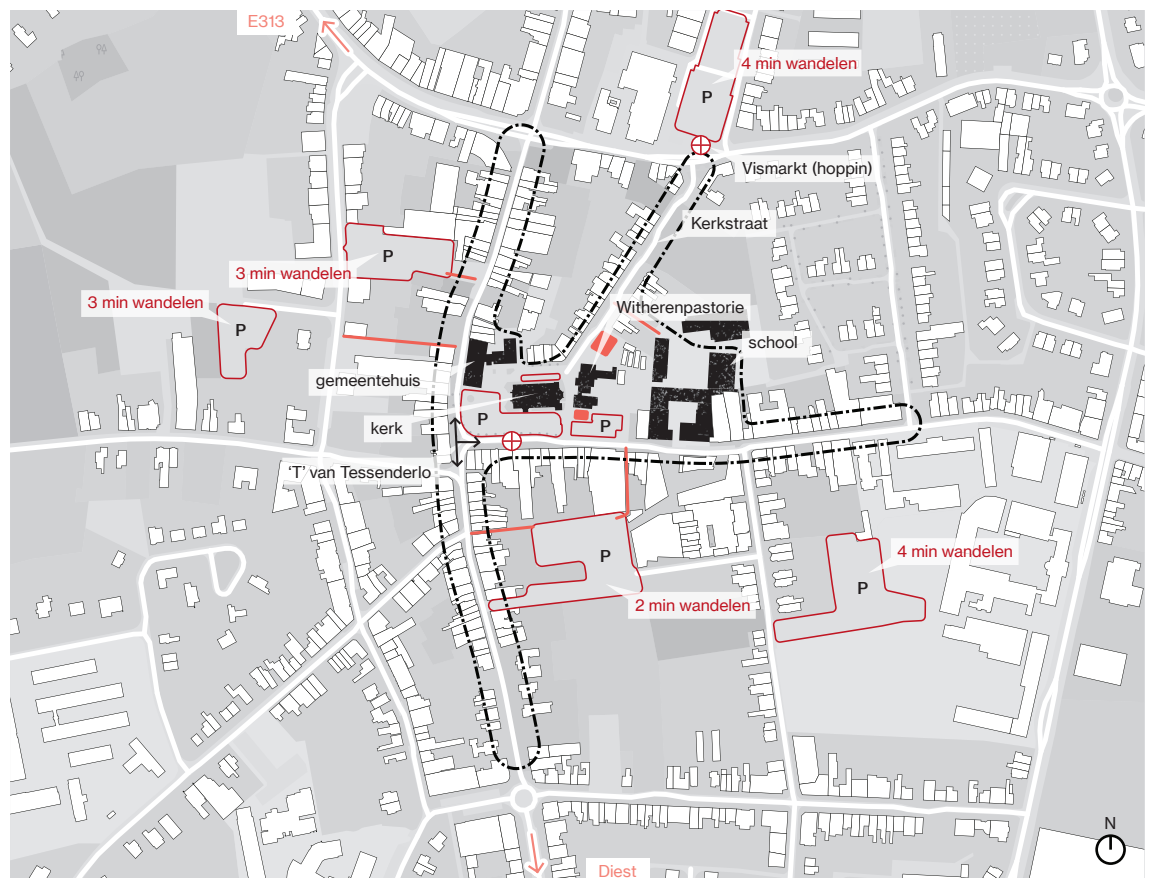 E313
4 min wandelen
P
Vismarkt (hoppin)
Kerkstraat
P
3 min wandelen
3 min wandelen
P
Witherenpastorie
school
gemeentehuis
P
P
kerk
'T' van Tessenderlo
P
4 min wandelen
P
2 min wandelen
N
Diest